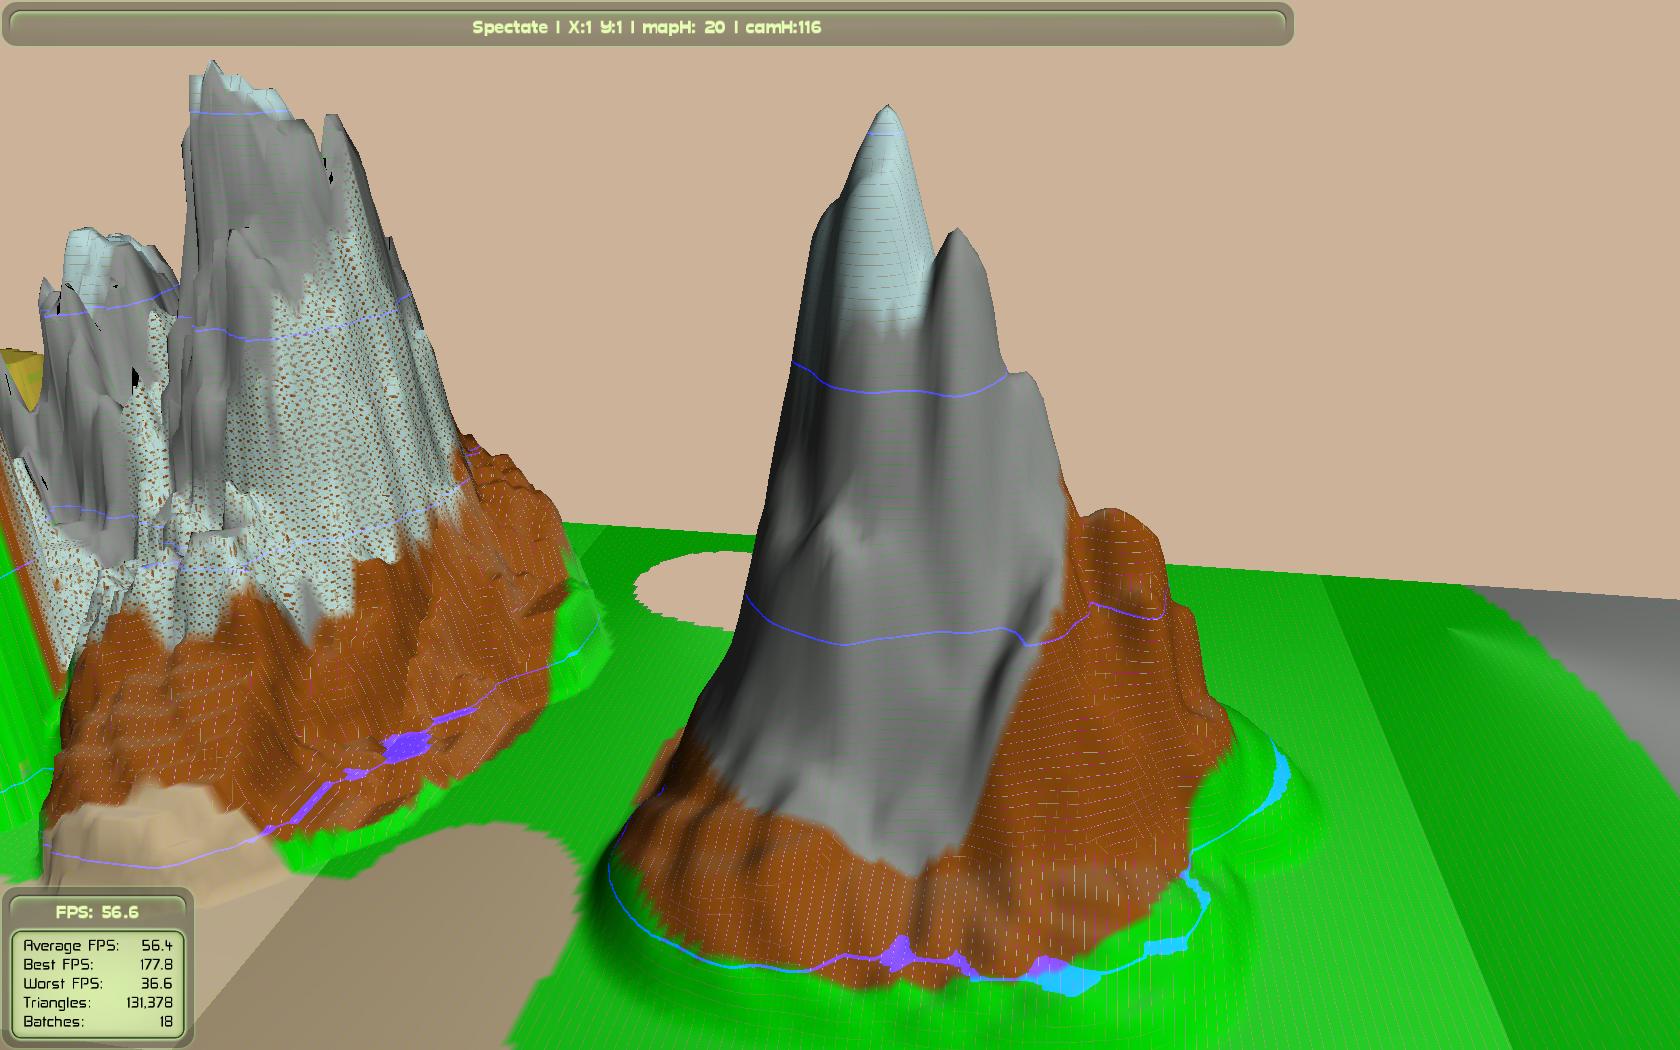 Spectate | X:1 Y:1 | mapH: 20 | camH:116
FPS: 56.6
Average FPS: 56.4
Best FPS: 177.8
Worst FPS: 36.6
Triangles: 131,378
Batches: 18